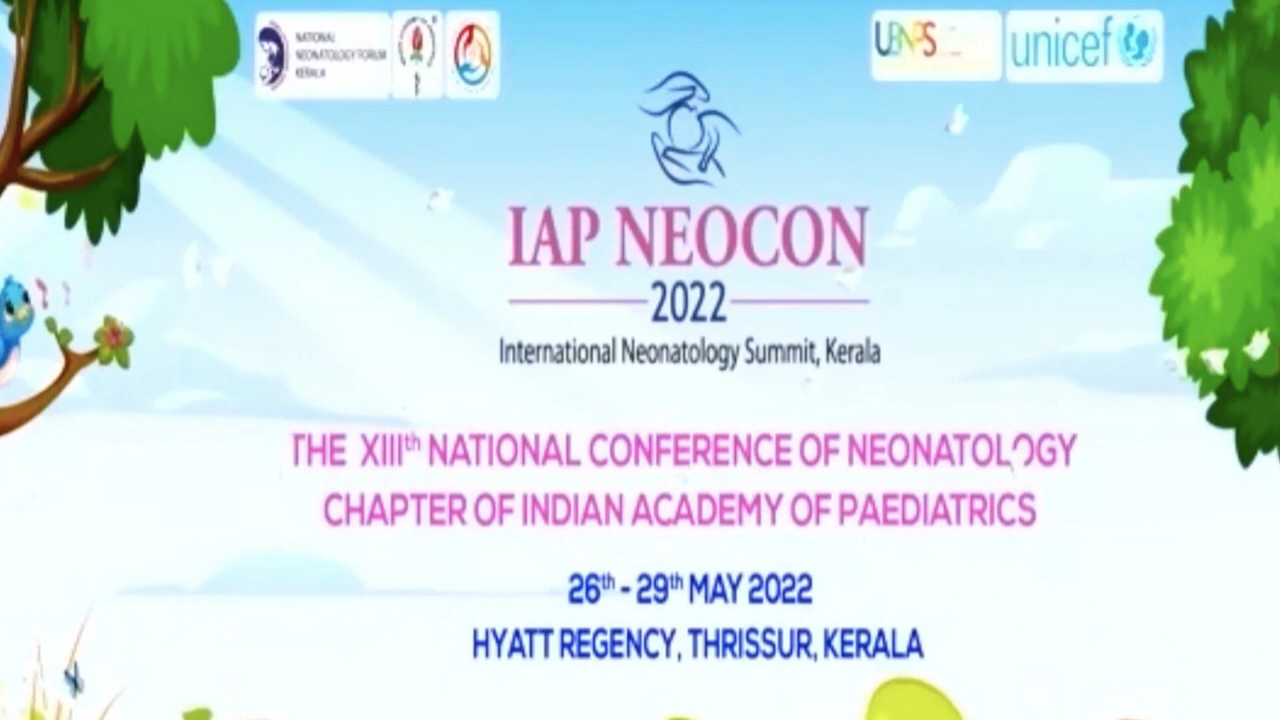 NATIONAL
NEONATOLOGY FORUM
KERALA
unicef
IAP NEOCON
2022
International Neonatology Summit, Kerala
THE XIIIth NATIONAL CONFERENCE OF NEONATOLOGY
CHAPTER OF INDIAN ACADEMY OF PAEDIATRICS
26th - 29th MAY 2022
HYATT REGENCY, THRISSUR, KERALA